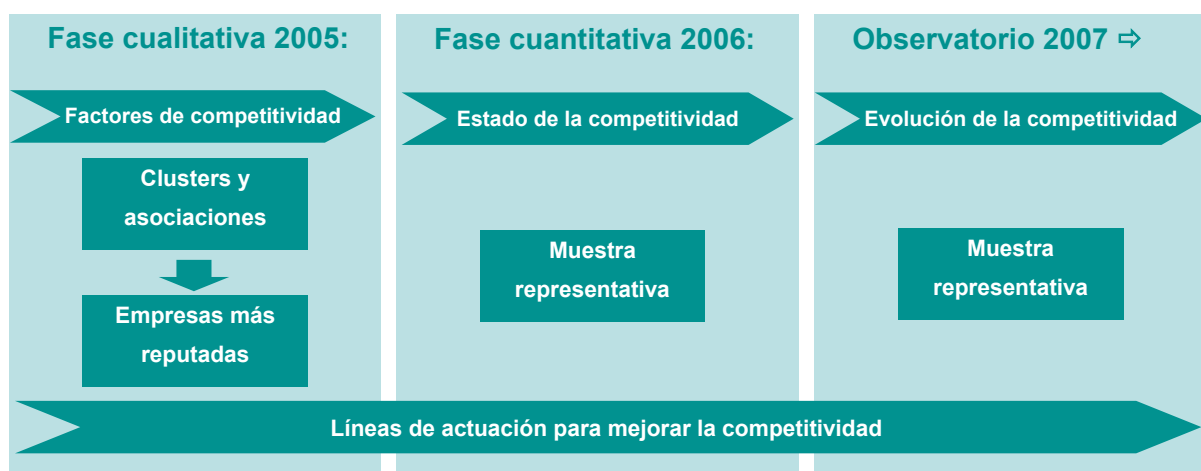 Fase cualitativa 2005:
Factores de competitividad
Clusters y
asociaciones
Empresas más
reputadas
Fase cuantitativa 2006:
Estado de la competitividad
Muestra
representativa
Observatorio 2007 ⇨
Evolución de la competitividad
Muestra
representativa
Líneas de actuación para mejorar la competitividad